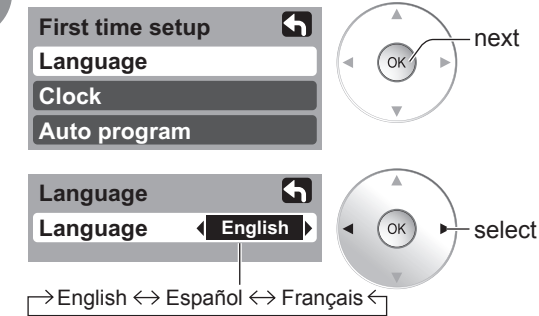 First time setup
Language
OK
next
Clock
Auto program
Language
Language English
OK
select
English ↔ Español ↔ Français